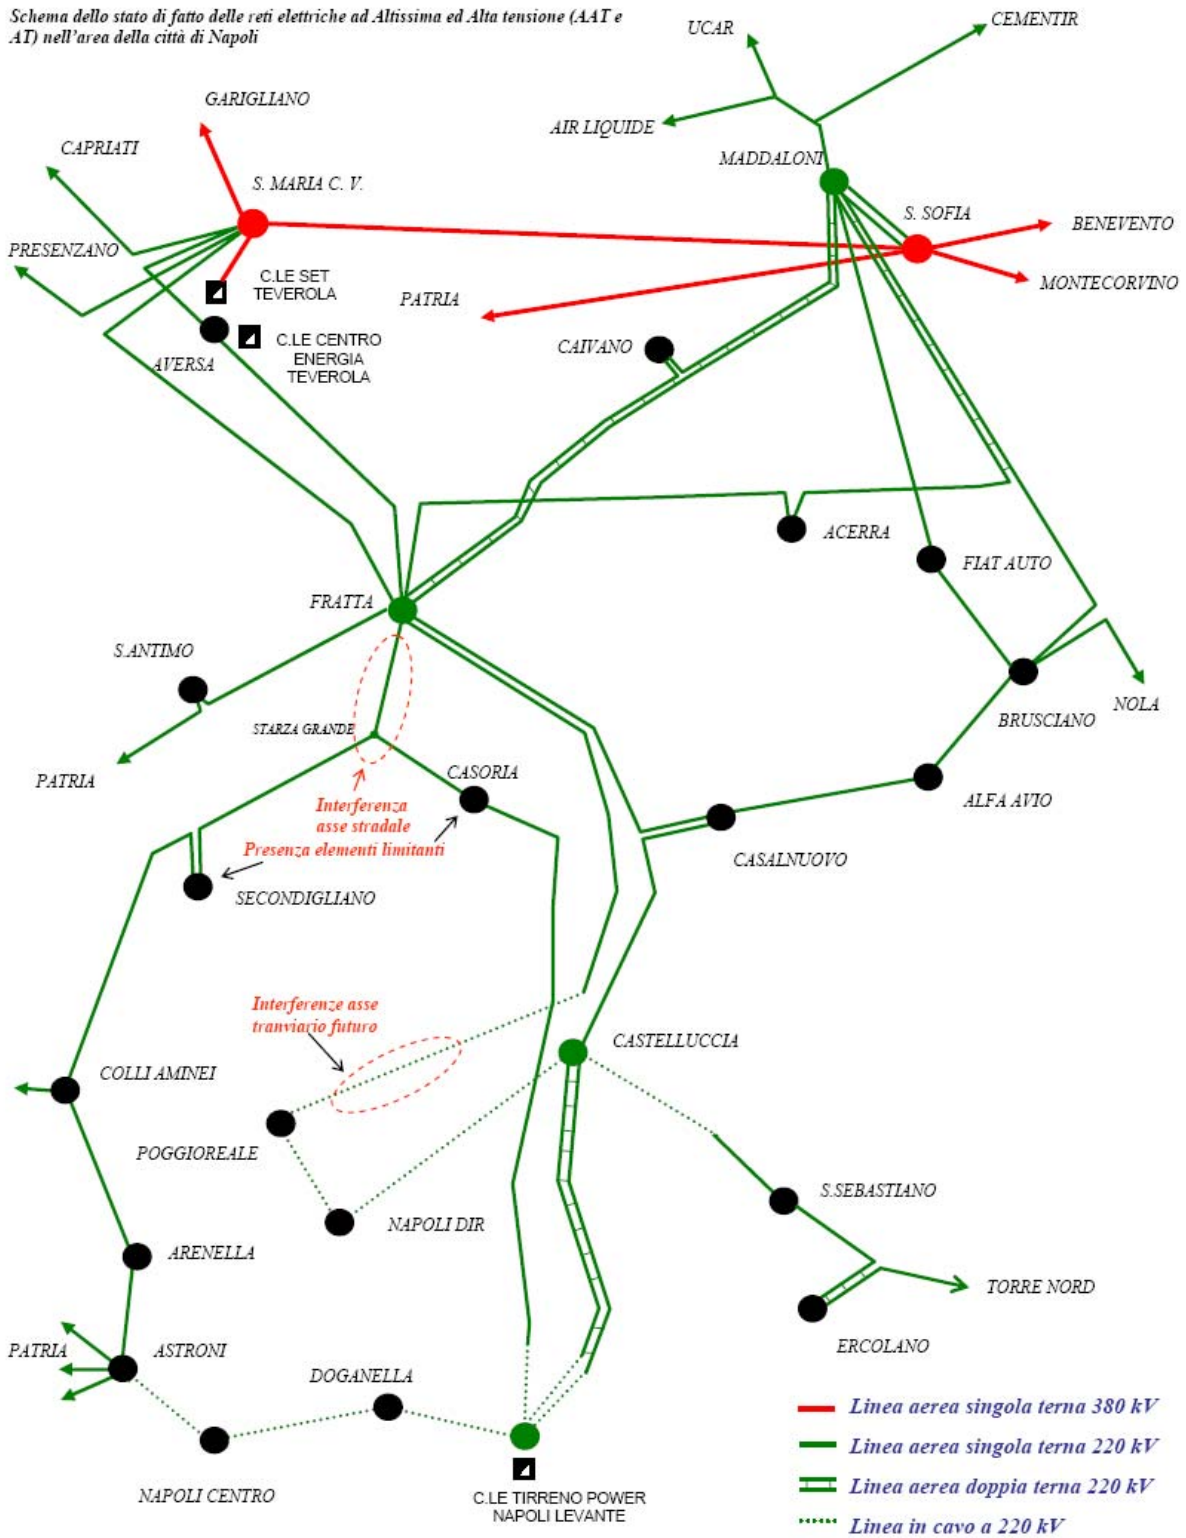 Schema dello stato di fatto delle reti elettriche ad Altissima ed Alta tensione (AAT e
AT) nell'area della città di Napoli
UCAR
CEMENTIR
GARIGLIANO
AIR LIQUIDE
CAPRIATI
MADDALONI
S. MARIA C. V.
S. SOFIA
BENEVENTO
PRESENZANO
C.LE SET
TEVEROLA
MONTECORVINO
PATRIA
C.LE CENTRO
ENERGIA
TEVEROLA
CAIVANO
AVERSA
ACERRA
FIAT AUTO
FRATTA
S.ANTIMO
NOLA
BRUSCIANO
STARZA GRANDE
PATRIA
CASORIA
Interferenza
asse stradale
ALFA AVIO
Presenza elementi limitanti
CASALNUOVO
SECONDIGLIANO
Interferenze asse
tranviario futuro
CASTELLUCCIA
COLLI AMINEI
POGGIOREALE
S.SEBASTIANO
NAPOLI DIR
ARENELLA
TORRE NORD
PATRIA
ASTRONI
ERCOLANO
DOGANELLA
NAPOLI CENTRO
C.LE TIRRENO POWER
NAPOLI LEVANTE
Linea aerea singola terna 380 kV
Linea aerea singola terna 220 kV
Linea aerea doppia terna 220 kV
Linea in cavo a 220 kV